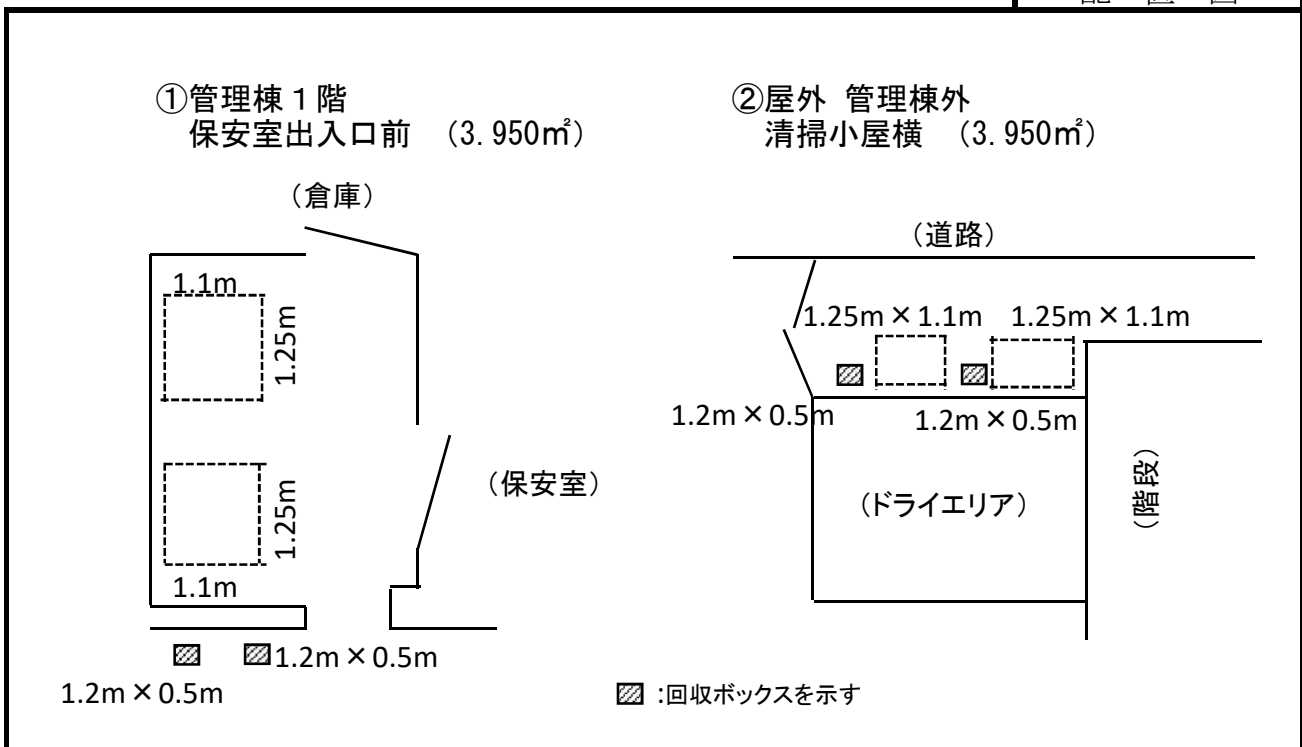 配 置 図
①管理棟1階
保安室出入口前 (3.950㎡)
(倉庫)
1.1m
1.25m
1.25m
1.1m
(保安室)
1.2m×0.5m
1.2m×0.5m
②屋外 管理棟外
清掃小屋横 (3.950㎡)
(道路)
1.25m×1.1m 1.25m×1.1m
1.2m×0.5m 1.2m×0.5m
(ドライエリア)
(階段)
:回収ボックスを示す